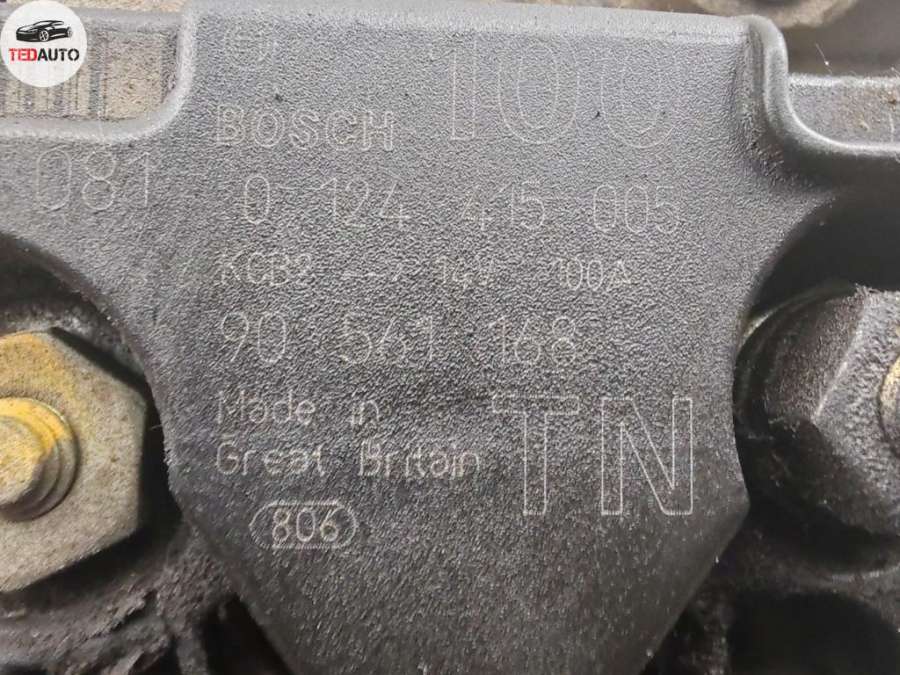 TEDAUTO
100
BOSCH
081
0 124 415 005
KCB2 --> 14V 100A
90 561 168
Made in
Great Britain
TN
806